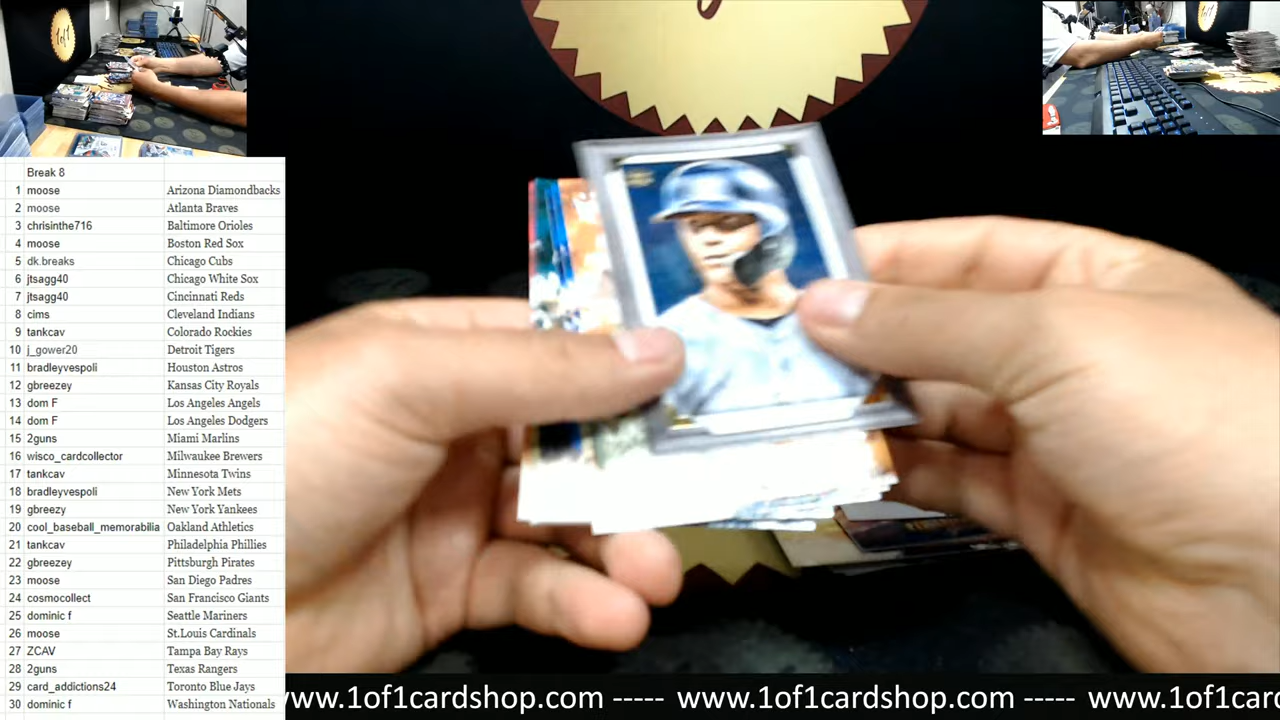 1of1
Break 8
1 moose Arizona Diamondbacks
2 moose Atlanta Braves
3 chrisinthe716 Baltimore Orioles
4 moose Boston Red Sox
5 dk.breaks Chicago Cubs
6 jtsagg40 Chicago White Sox
7 jtsagg40 Cincinnati Reds
8 cims Cleveland Indians
9 tankcav Colorado Rockies
10 j_gower20 Detroit Tigers
11 bradleyvespoli Houston Astros
12 gbreezey Kansas City Royals
13 dom F Los Angeles Angels
14 dom F Los Angeles Dodgers
15 2guns Miami Marlins
16 wisco_cardcollector Milwaukee Brewers
17 tankcav Minnesota Twins
18 bradleyvespoli New York Mets
19 gbreezy New York Yankees
20 cool_baseball_memorabilia Oakland Athletics
21 tankcav Philadelphia Phillies
22 gbreezey Pittsburgh Pirates
23 moose San Diego Padres
24 cosmocollect San Francisco Giants
25 dominic f Seattle Mariners
26 moose St.Louis Cardinals
27 ZCAV Tampa Bay Rays
28 2guns Texas Rangers
29 card_addictions24 Toronto Blue Jays
30 dominic f Washington Nationals
www.1of1cardshop.com ----- www.1of1cardshop.com ----- www.1of1car